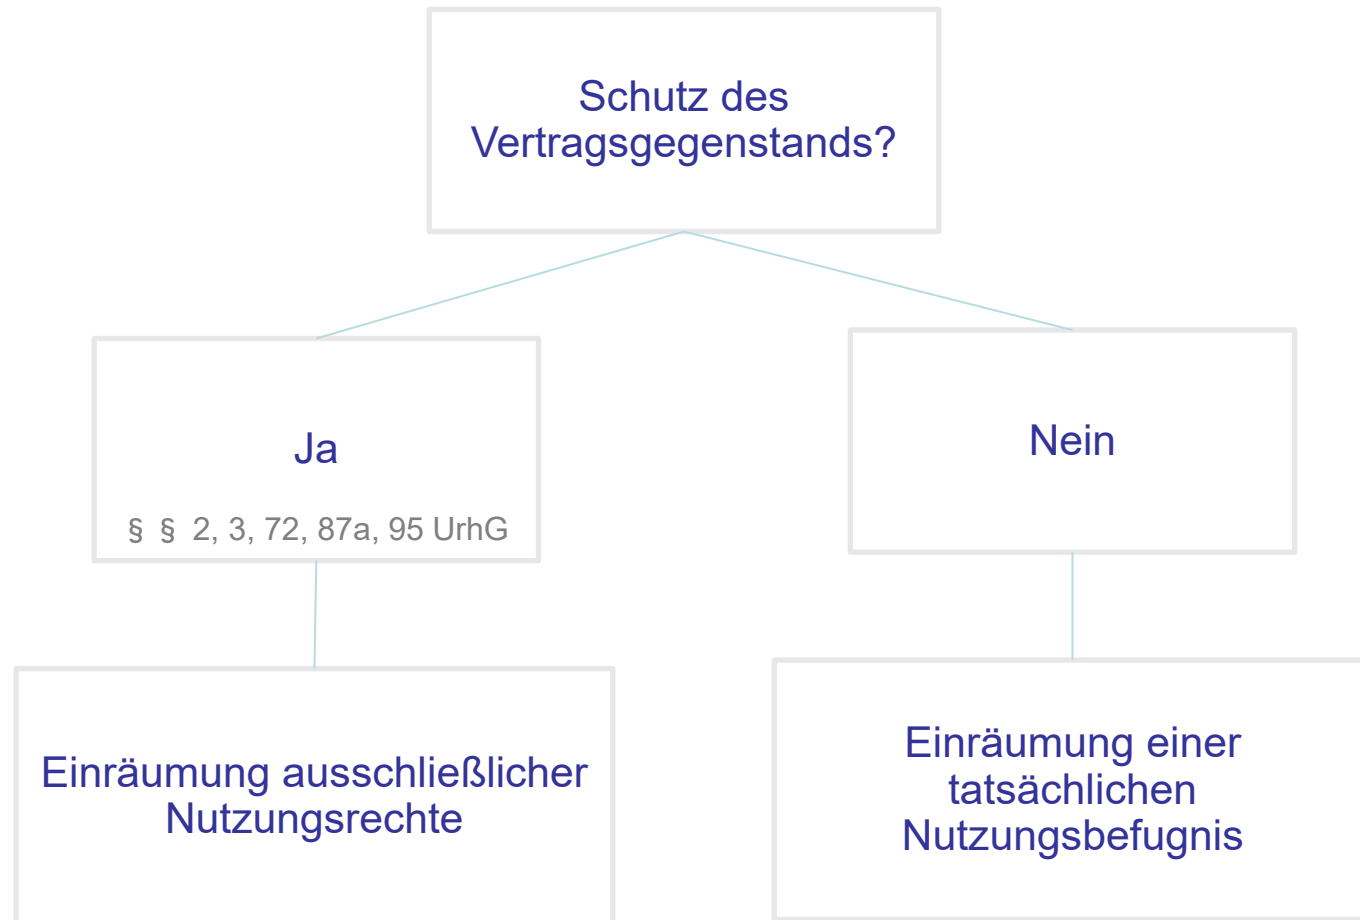 Schutz des
Vertragsgegenstands?
Ja
§ § 2, 3, 72, 87a, 95 UrhG
Nein
Einräumung ausschließlicher
Nutzungsrechte
Einräumung einer
tatsächlichen
Nutzungsbefugnis